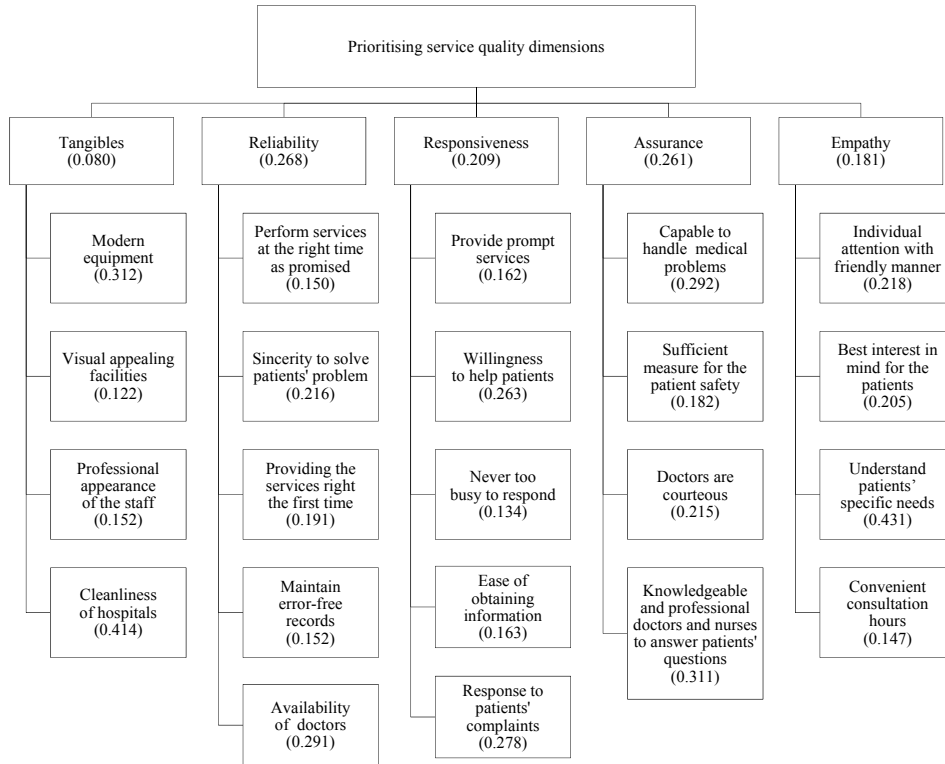 Prioritising service quality dimensions
Tangibles
(0.080)
Reliability
(0.268)
Responsiveness
(0.209)
Assurance
(0.261)
Empathy
(0.181)
Modern
equipment
(0.312)
Perform services
at the right time
as promised
(0.150)
Provide prompt
services
(0.162)
Capable to
handle medical
problems
(0.292)
Individual
attention with
friendly manner
(0.218)
Visual appealing
facilities
(0.122)
Sincerity to solve
patients' problem
(0.216)
Willingness
to help patients
(0.263)
Sufficient
measure for the
patient safety
(0.182)
Best interest in
mind for the
patients
(0.205)
Professional
appearance
of the staff
(0.152)
Providing the
services right
the first time
(0.191)
Never too
busy to respond
(0.134)
Doctors are
courteous
(0.215)
Understand
patients’
specific needs
(0.431)
Cleanliness
of hospitals
(0.414)
Maintain
error-free
records
(0.152)
Ease of
obtaining
information
(0.163)
Knowledgeable
and professional
doctors and nurses
to answer patients'
questions
(0.311)
Convenient
consultation
hours
(0.147)
Availability
of doctors
(0.291)
Response to
patients'
complaints
(0.278)